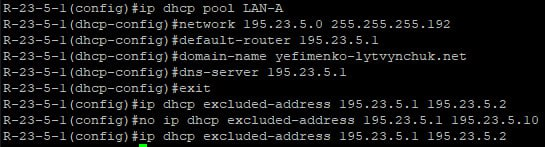 R-23-5-1(config)#ip dhcp pool LAN-A
R-23-5-1(dhcp-config)#network 195.23.5.0 255.255.255.192
R-23-5-1(dhcp-config)#default-router 195.23.5.1
R-23-5-1(dhcp-config)#domain-name yefimenko-lytvynchuk.net
R-23-5-1(dhcp-config)#dns-server 195.23.5.1
R-23-5-1(dhcp-config)#exit
R-23-5-1(config)#ip dhcp excluded-address 195.23.5.1 195.23.5.2
R-23-5-1(config)#no ip dhcp excluded-address 195.23.5.1 195.23.5.10
R-23-5-1(config)#ip dhcp excluded-address 195.23.5.1 195.23.5.2